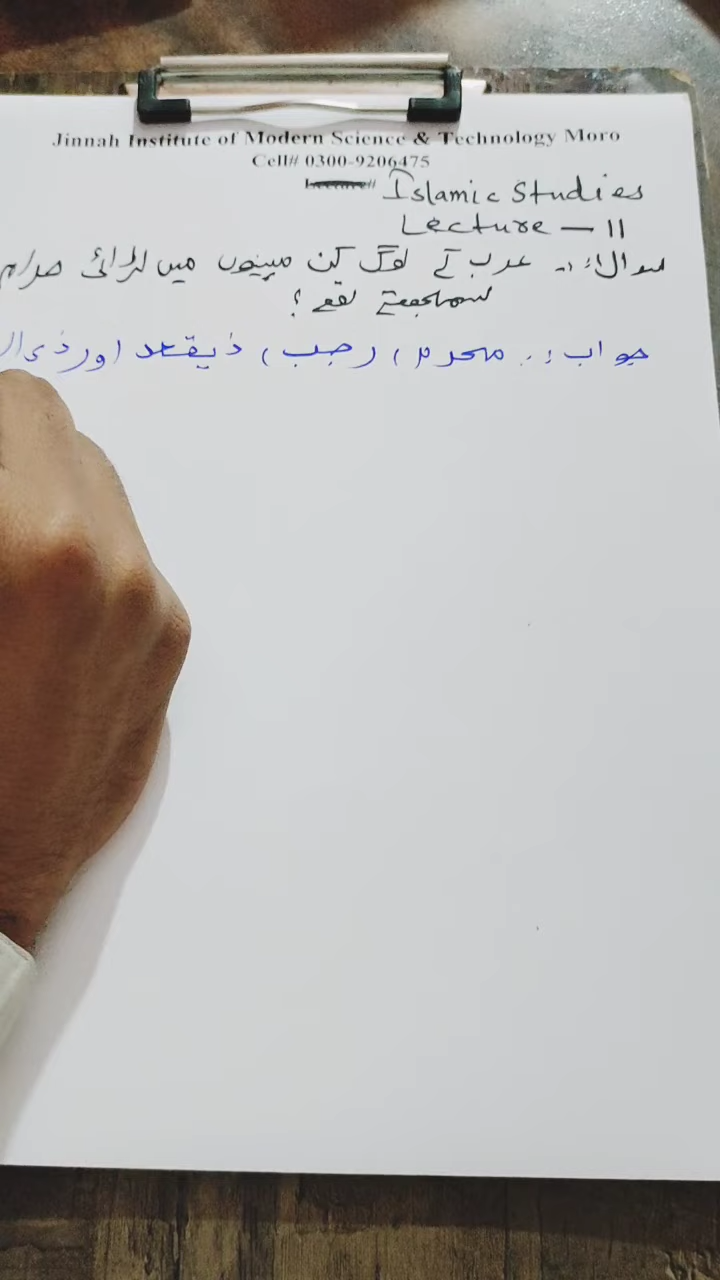 Jinnah Institute of Modern Science & Technology Moro
Cell# 0300-9206475
Islamic Studies
Lecture — 11
سوال:1 عرب کے لوگ کن مہینوں میں لڑائی حرام
سمجھتے تھے؟
جواب:۔ محرم، رجب، ذیقعد اور